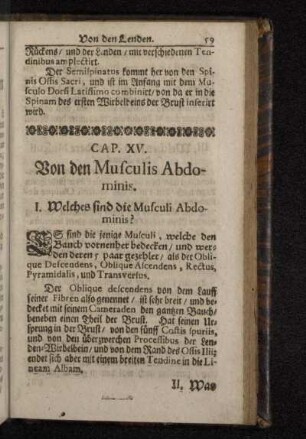 Von den Lenden. 59
Rückens/ und der Lenden/ mit verschiedenen Ten-
dinibus amplectirt.
Der Semispinatus kommt her von den Spi-
nis Ossis Sacri, und ist im Anfang mit dem Mu-
sculo Dorsi Latissimo combinirt/ von da er in die
Spinam des ersten Wirbelbeins der Brust inserirt
wird.
CAP. XV.
Von den Musculis Abdo-
minis.
I. Welches sind die Musculi Abdo-
minis?
ES sind die jenige Musculi, welche den
Bauch vornenher bedecken/ und wer-
den deren 5 paar gezehlet/ als der Obli-
que Descendens, Oblique Ascendens, Rectus,
Pyramidalis, und Transversus.
Der Oblique descendens von dem Lauff
seiner Fibren also genennet/ ist sehr breit/ und be-
decket mit seinem Cameraden den gantzen Bauch/
beneben einen Theil der Brust. Hat seinen Ur-
sprung in der Brust/ von den fünff Costis spuriis,
und von den überzwerchen Processibus der Len-
den-Wirbelbein/ und von dem Rand des Ossis Ilii;
endet sich aber mit einem breiten Tendine in die Li-
neam Albam.
II. Was